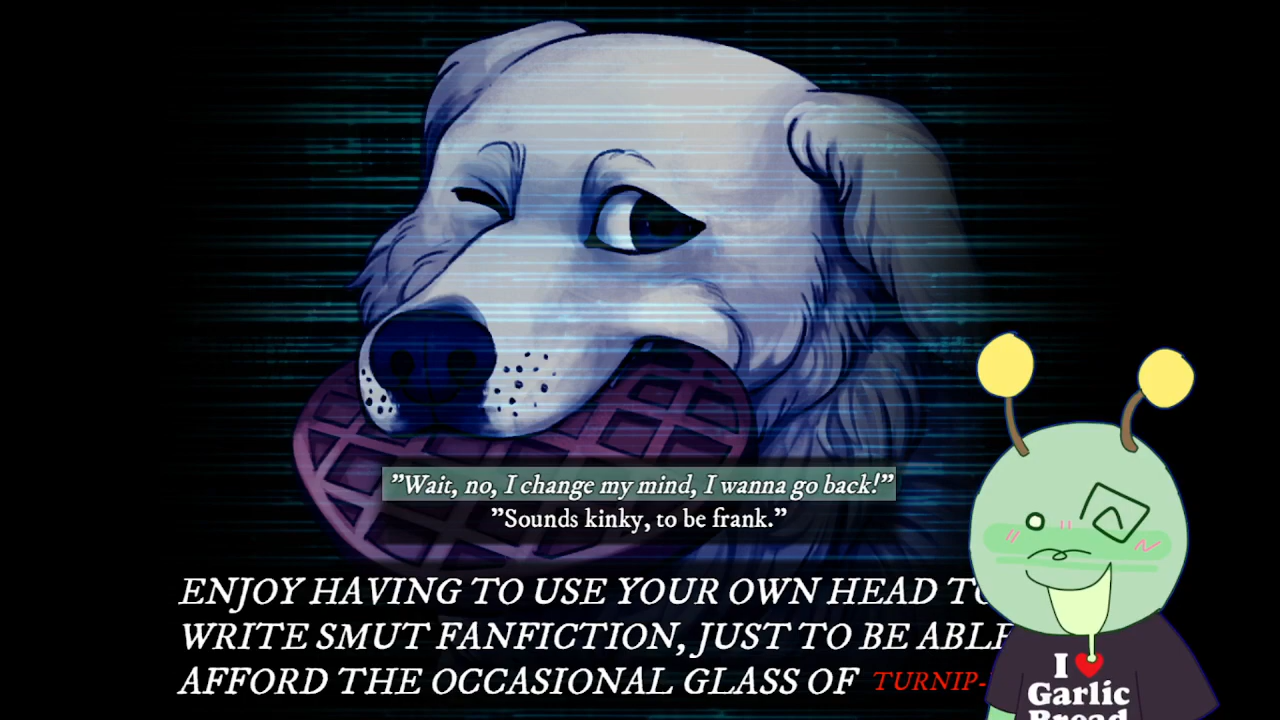 "Wait, no, I change my mind, I wanna go back!"
"Sounds kinky, to be frank."
ENJOY HAVING TO USE YOUR OWN HEAD TO
WRITE SMUT FANFICTION, JUST TO BE ABLE
AFFORD THE OCCASIONAL GLASS OF TURNIP-
I ❤
Garlic
Bread